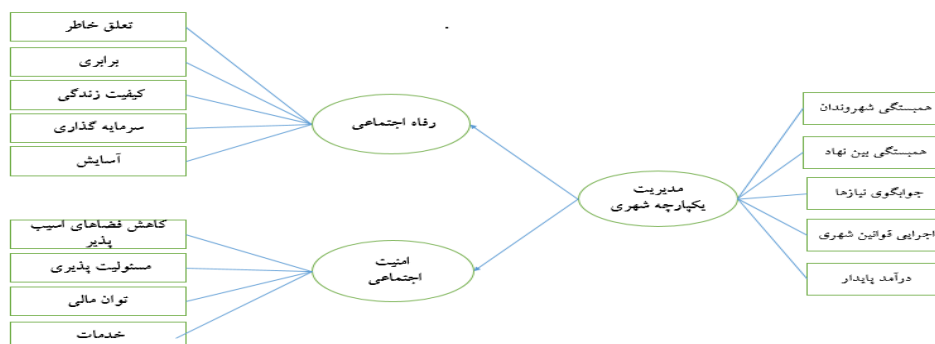 همبستگی شهروندان
همبستگی بین نهاد
جوابگوی نیازها
اجرایی قوانین شهری
درآمد پایدار
مدیریت
یکپارچه شهری
رفاه اجتماعی
امنیت
اجتماعی
تعلق خاطر
برابری
کیفیت زندگی
سرمایه گذاری
آسایش
کاهش فضاهای اسیب
پذیر
مسئولیت پذیری
توان مالی
خدمات